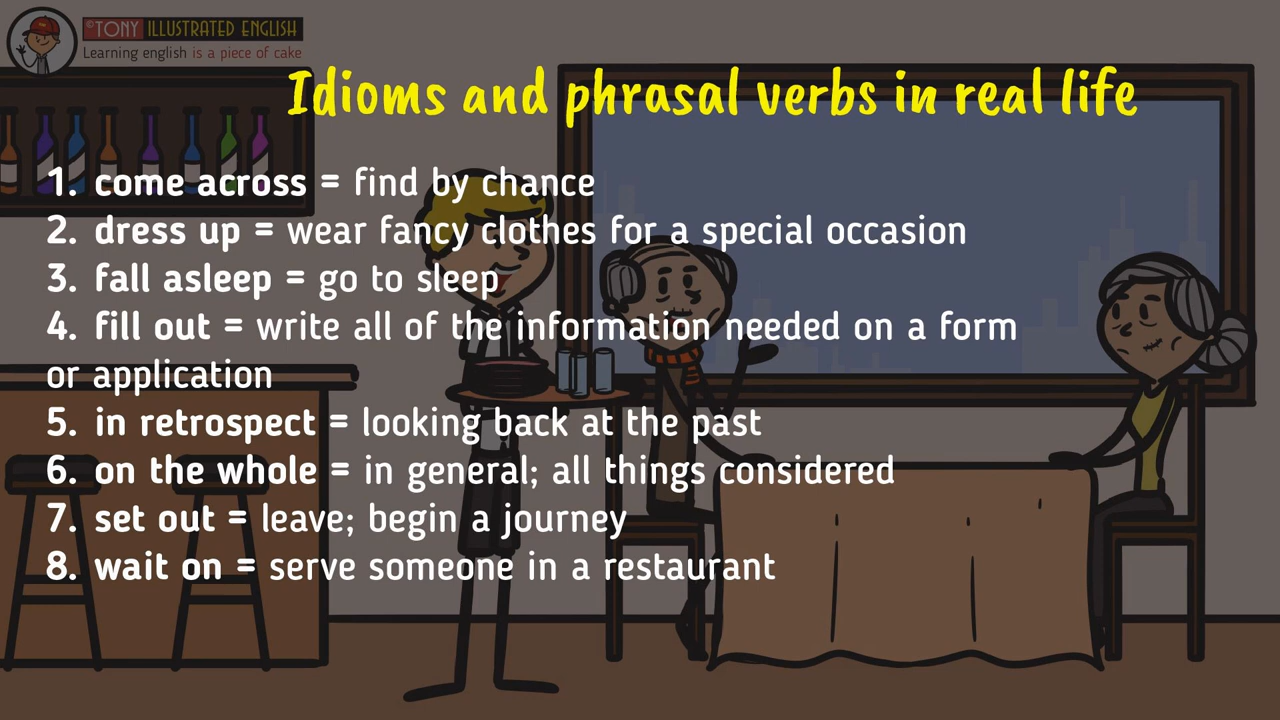 ©TONY ILLUSTRATED ENGLISH
Learning english is a piece of cake
Idioms and phrasal verbs in real life
1. come across = find by chance
2. dress up = wear fancy clothes for a special occasion
3. fall asleep = go to sleep
4. fill out = write all of the information needed on a form
or application
5. in retrospect = looking back at the past
6. on the whole = in general; all things considered
7. set out = leave; begin a journey
8. wait on = serve someone in a restaurant